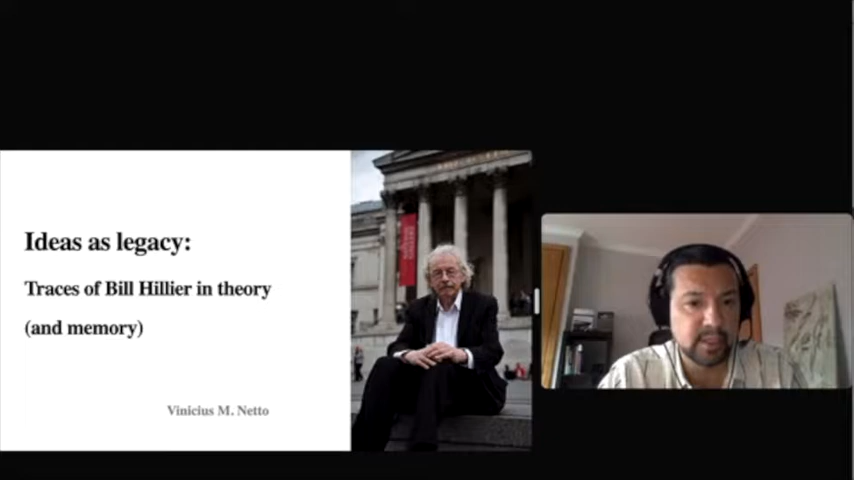 Ideas as legacy:
Traces of Bill Hillier in theory
(and memory)
Vinicius M. Netto